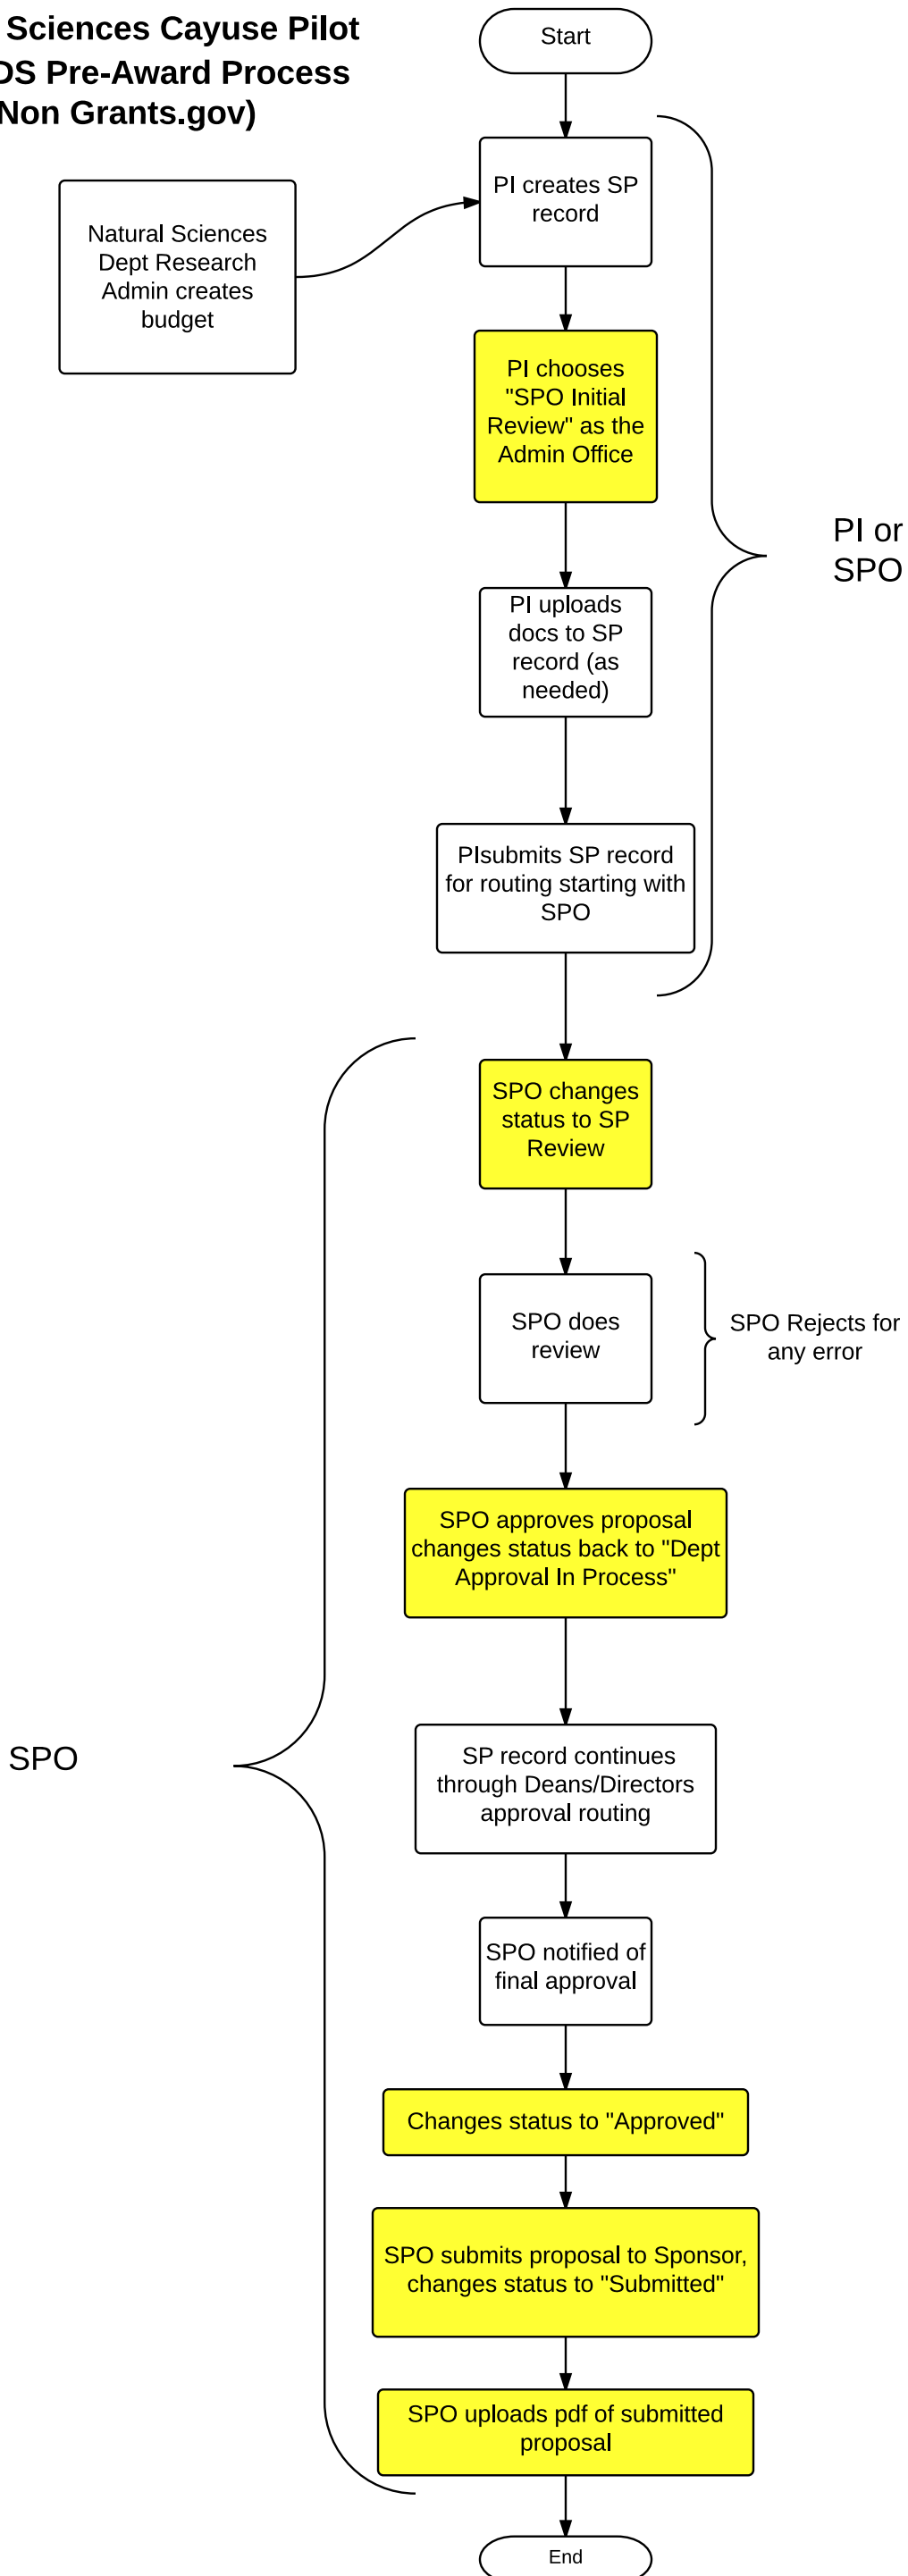 Sciences Cayuse Pilot
DS Pre-Award Process
(Non Grants.gov)
Start
PI creates SP
record
Natural Sciences
Dept Research
Admin creates
budget
PI chooses
"SPO Initial
Review" as the
Admin Office
PI or
SPO
PI uploads
docs to SP
record (as
needed)
PIsubmits SP record
for routing starting with
SPO
SPO changes
status to SP
Review
SPO does
review
SPO Rejects for
any error
SPO approves proposal
changes status back to "Dept
Approval In Process"
SPO
SP record continues
through Deans/Directors
approval routing
SPO notified of
final approval
Changes status to "Approved"
SPO submits proposal to Sponsor,
changes status to "Submitted"
SPO uploads pdf of submitted
proposal
End